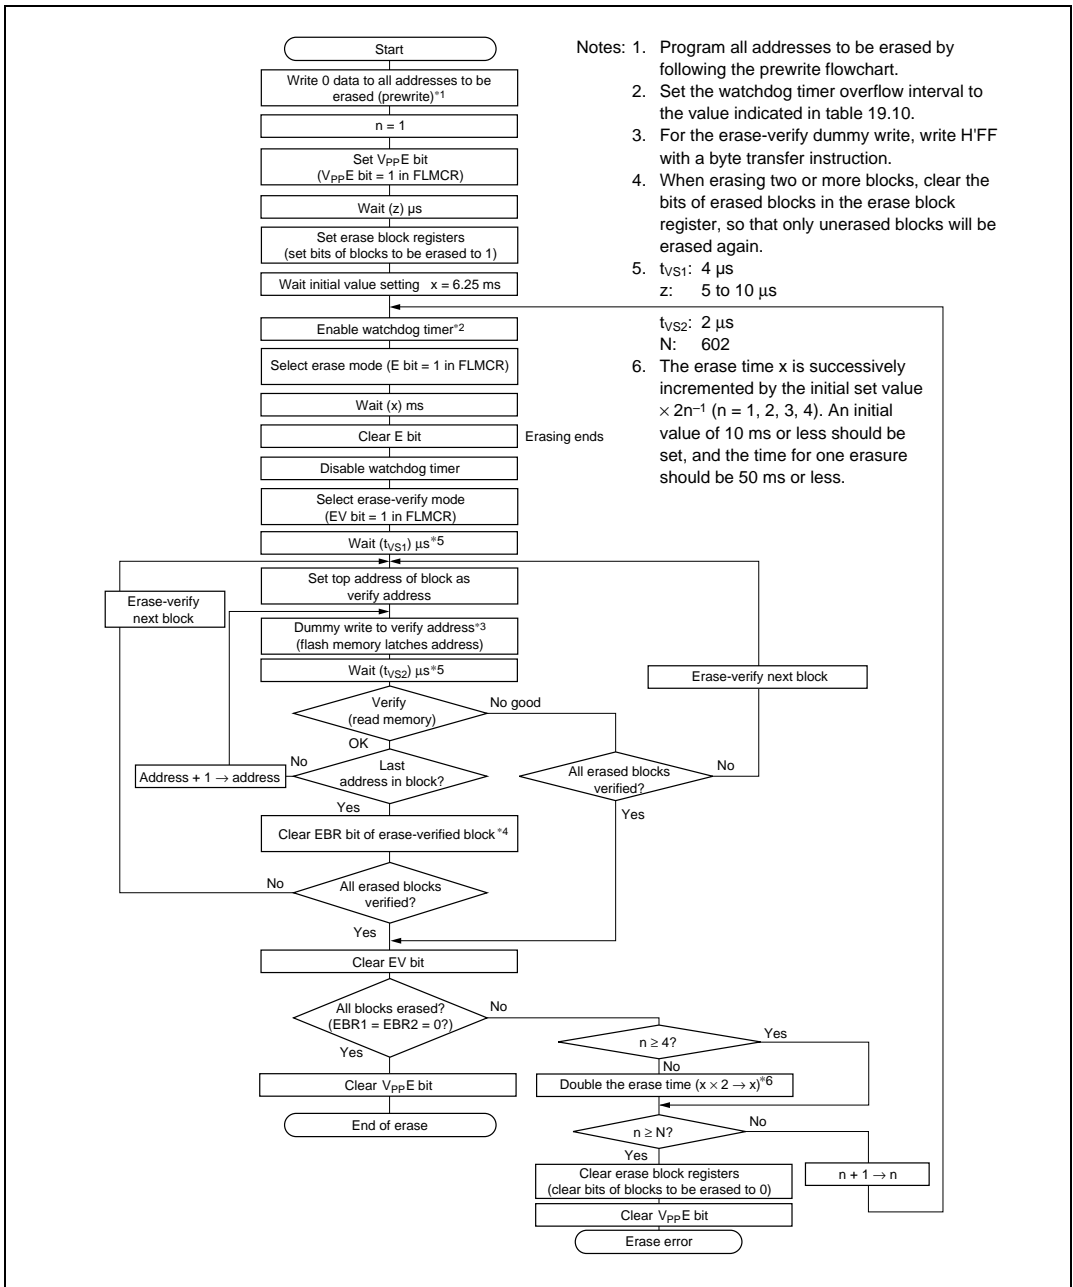 Start
Write 0 data to all addresses to be
erased (prewrite)*1
n = 1
Set VPPE bit
(VPPE bit = 1 in FLMCR)
Wait (z) μs
Set erase block registers
(set bits of blocks to be erased to 1)
Wait initial value setting x = 6.25 ms
Enable watchdog timer*2
Select erase mode (E bit = 1 in FLMCR)
Wait (x) ms
Clear E bit
Erasing ends
Disable watchdog timer
Select erase-verify mode
(EV bit = 1 in FLMCR)
Wait (tVS1) μs*5
Set top address of block as
verify address
Erase-verify
next block
Dummy write to verify address*3
(flash memory latches address)
Wait (tVS2) μs*5
Erase-verify next block
Verify
(read memory)
No good
OK
Last
address in block?
No
Address + 1 → address
All erased blocks
verified?
No
Yes
Yes
Clear EBR bit of erase-verified block*4
All erased blocks
verified?
No
Yes
Clear EV bit
All blocks erased?
(EBR1 = EBR2 = 0?)
No
Yes
n ≥ 4?
Yes
No
Clear VPPE bit
Double the erase time (x × 2 → x)*6
End of erase
n ≥ N?
No
Yes
Clear erase block registers
(clear bits of blocks to be erased to 0)
n + 1 → n
Clear VPPE bit
Erase error
Notes: 1. Program all addresses to be erased by
following the prewrite flowchart.
2. Set the watchdog timer overflow interval to
the value indicated in table 19.10.
3. For the erase-verify dummy write, write H'FF
with a byte transfer instruction.
4. When erasing two or more blocks, clear the
bits of erased blocks in the erase block
register, so that only unerased blocks will be
erased again.
5. tVS1: 4 μs
z: 5 to 10 μs
tVS2: 2 μs
N: 602
6. The erase time x is successively
incremented by the initial set value
× 2n–1 (n = 1, 2, 3, 4). An initial
value of 10 ms or less should be
set, and the time for one erasure
should be 50 ms or less.